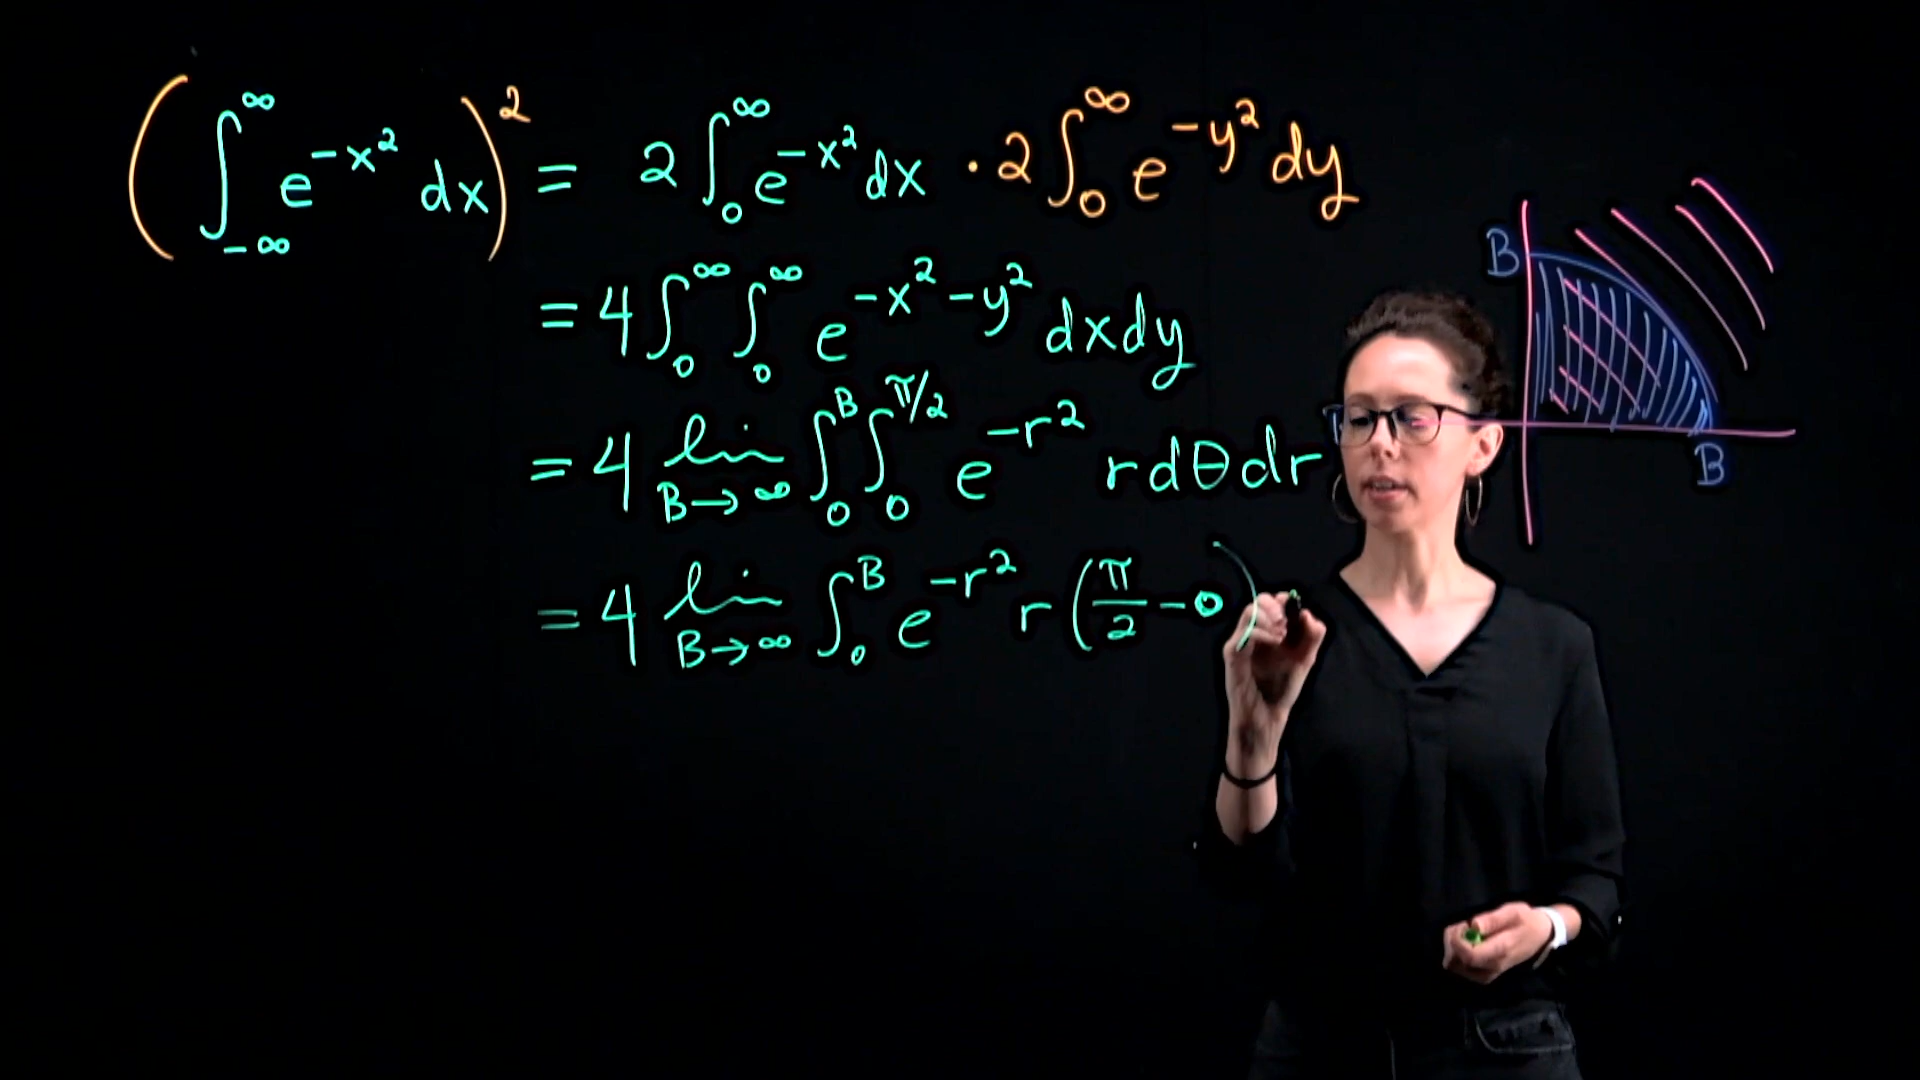 (∫_{-∞}^{∞} e^{-x²} dx)² = 2 ∫_0^∞ e^{-x²} dx · 2 ∫_0^∞ e^{-y²} dy
= 4 ∫_0^∞ ∫_0^∞ e^{-x²-y²} dx dy
= 4 lim_{B→∞} ∫_0^B ∫_0^{π/2} e^{-r²} r dθ dr
= 4 lim_{B→∞} ∫_0^B e^{-r²} r (π/2 - 0)
B
B